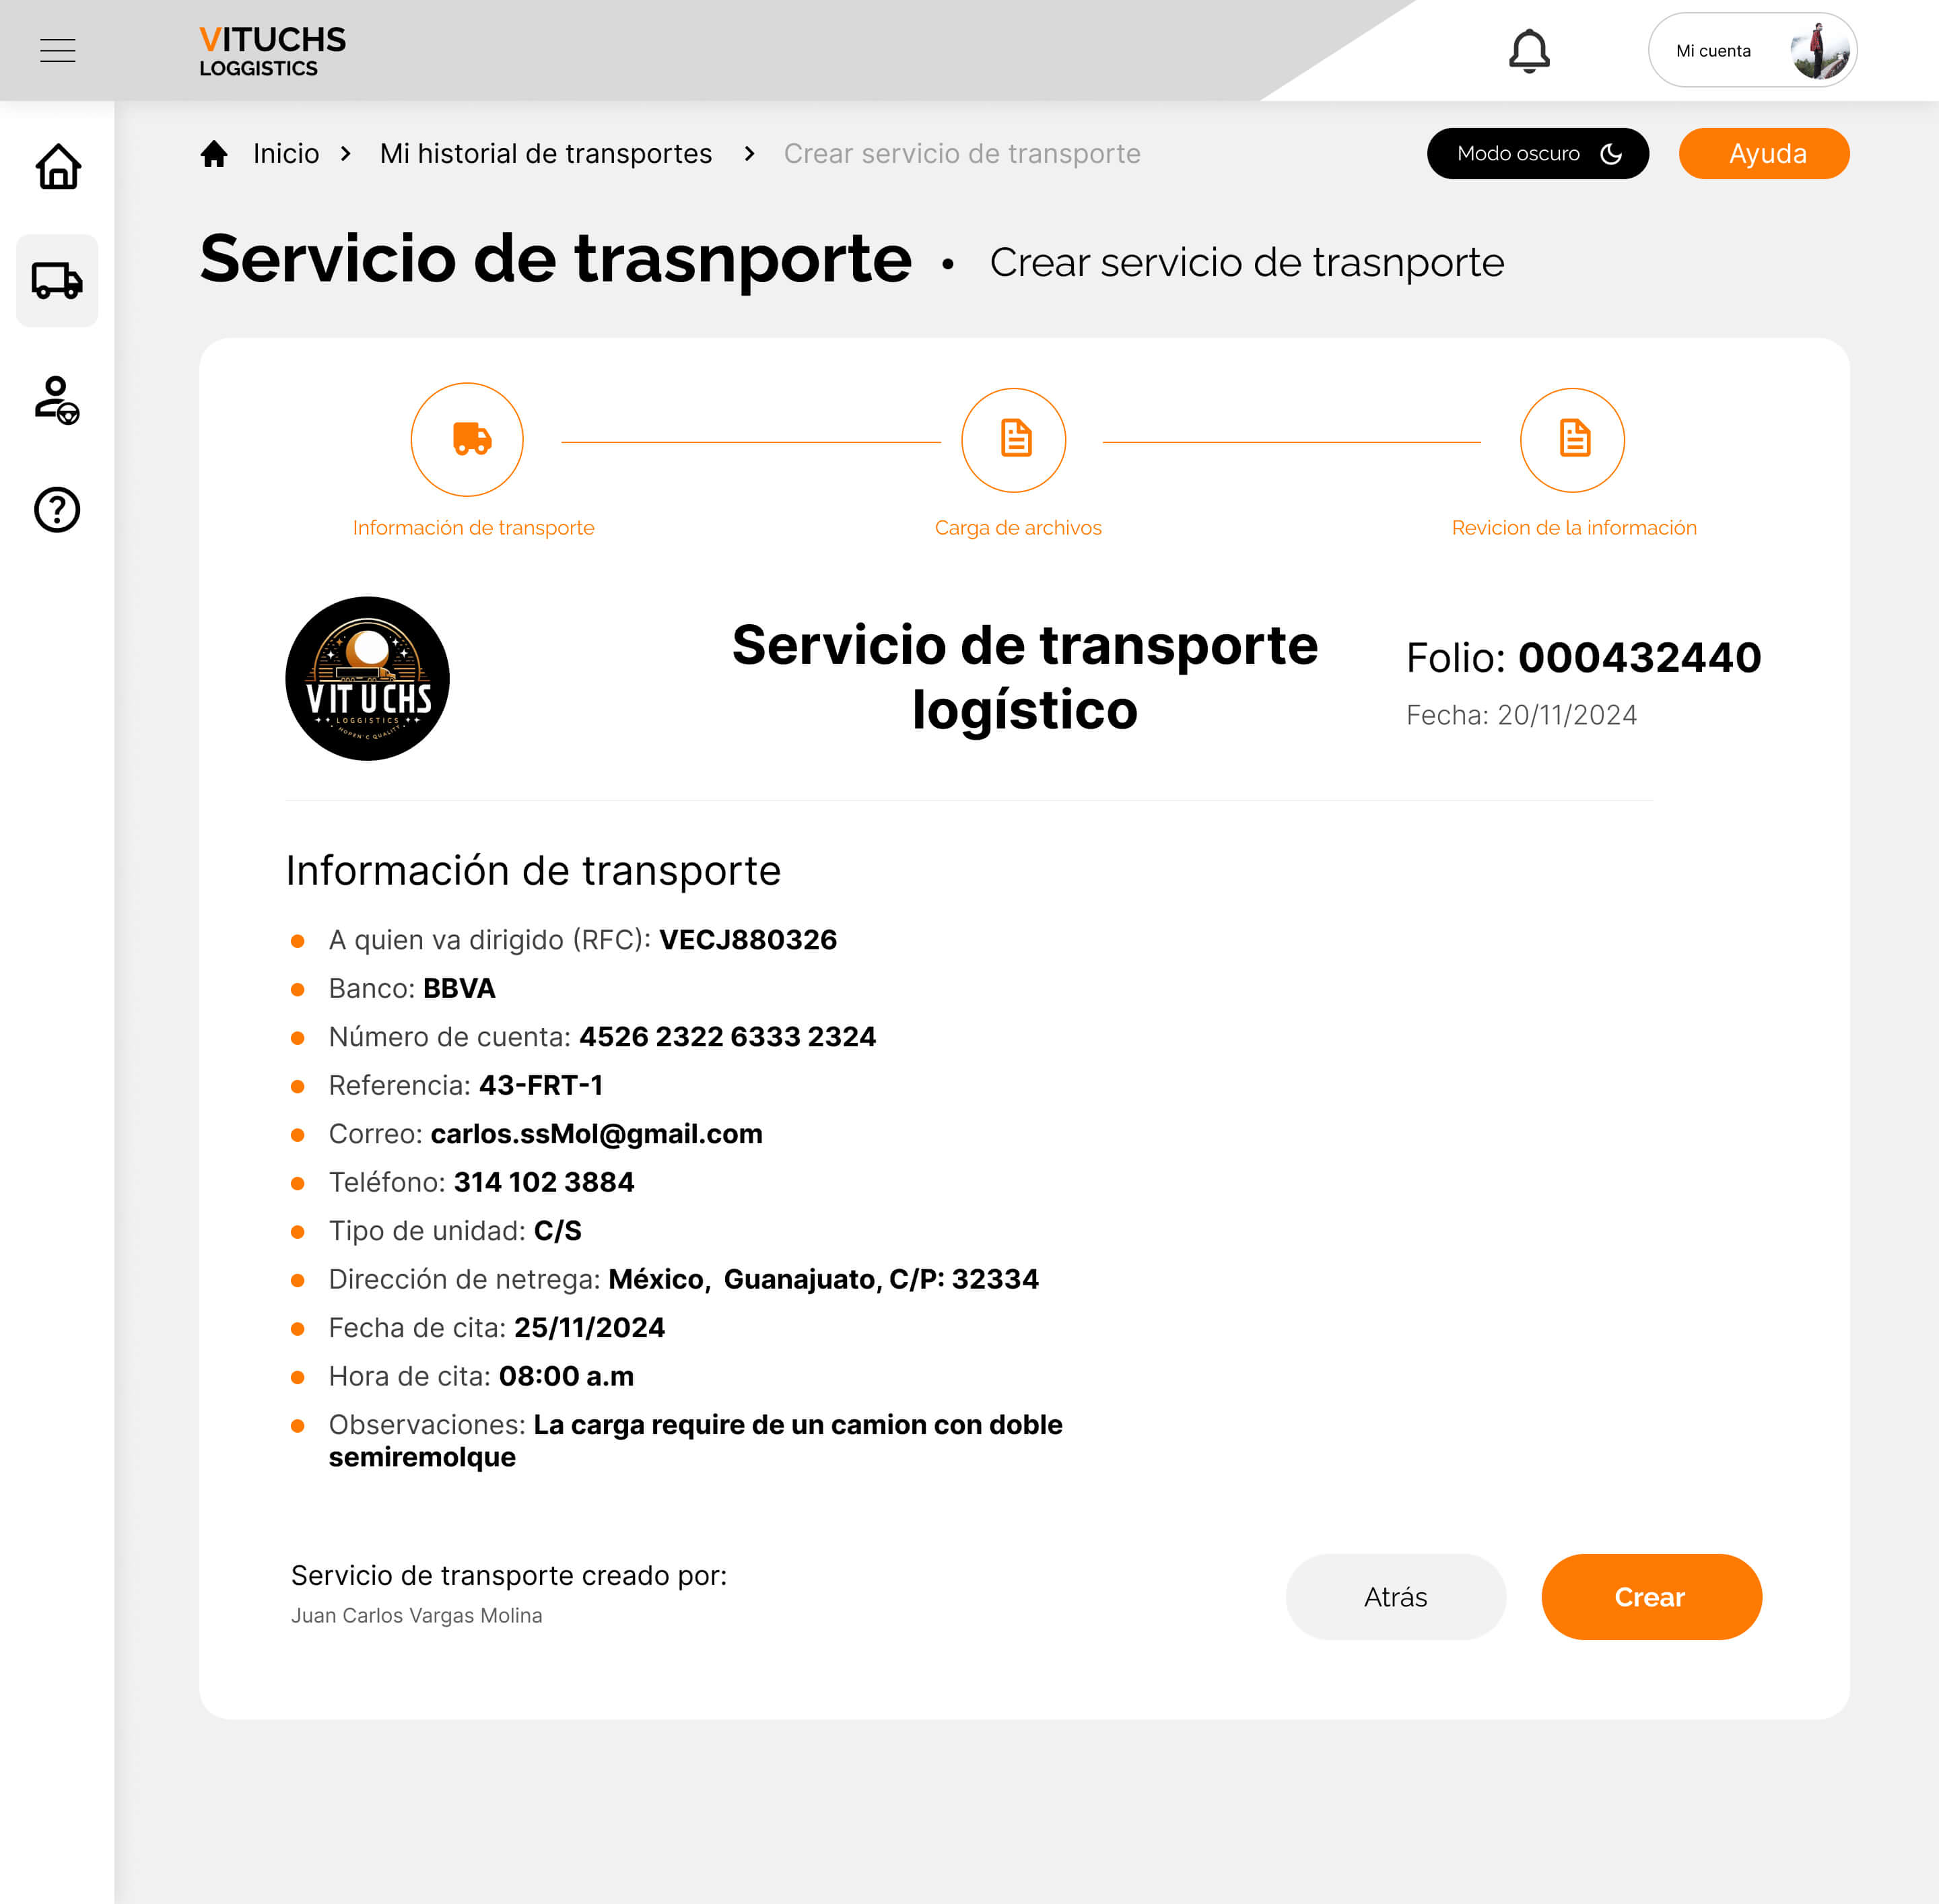 VITUCHS
LOGGISTICS
Mi cuenta
Inicio > Mi historial de transportes > Crear servicio de transporte
Modo oscuro
Ayuda
Servicio de trasnporte • Crear servicio de trasnporte
Información de transporte
Carga de archivos
Revicion de la información
VITUCHS
LOGGISTICS
HOPEN'C QUALITY
Servicio de transporte
logístico
Folio: 000432440
Fecha: 20/11/2024
Información de transporte
A quien va dirigido (RFC): VECJ880326
Banco: BBVA
Número de cuenta: 4526 2322 6333 2324
Referencia: 43-FRT-1
Correo: carlos.ssMol@gmail.com
Teléfono: 314 102 3884
Tipo de unidad: C/S
Dirección de netrega: México,  Guanajuato, C/P: 32334
Fecha de cita: 25/11/2024
Hora de cita: 08:00 a.m
Observaciones: La carga require de un camion con doble
semiremolque
Servicio de transporte creado por:
Juan Carlos Vargas Molina
Atrás
Crear